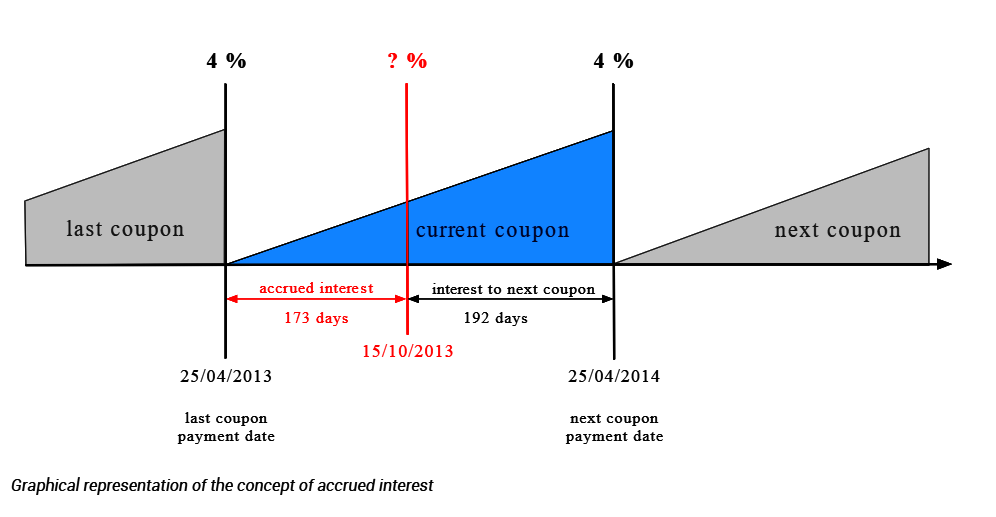 4 %
? %
4 %
last coupon
current coupon
next coupon
accrued interest
interest to next coupon
173 days
192 days
15/10/2013
25/04/2013
25/04/2014
last coupon
payment date
next coupon
payment date
Graphical representation of the concept of accrued interest